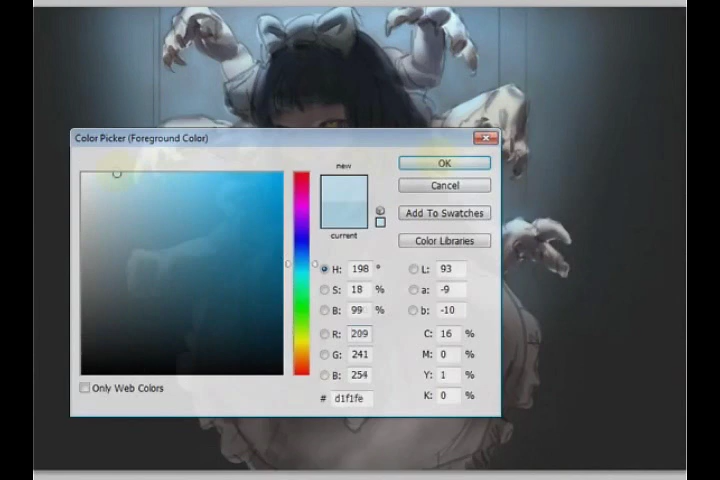 Color Picker (Foreground Color)
new
current
OK
Cancel
Add To Swatches
Color Libraries
H: 198 °
S: 18 %
B: 99 %
R: 209
G: 241
B: 254
# d1f1fe
L: 93
a: -9
b: -10
C: 16 %
M: 0 %
Y: 1 %
K: 0 %
Only Web Colors